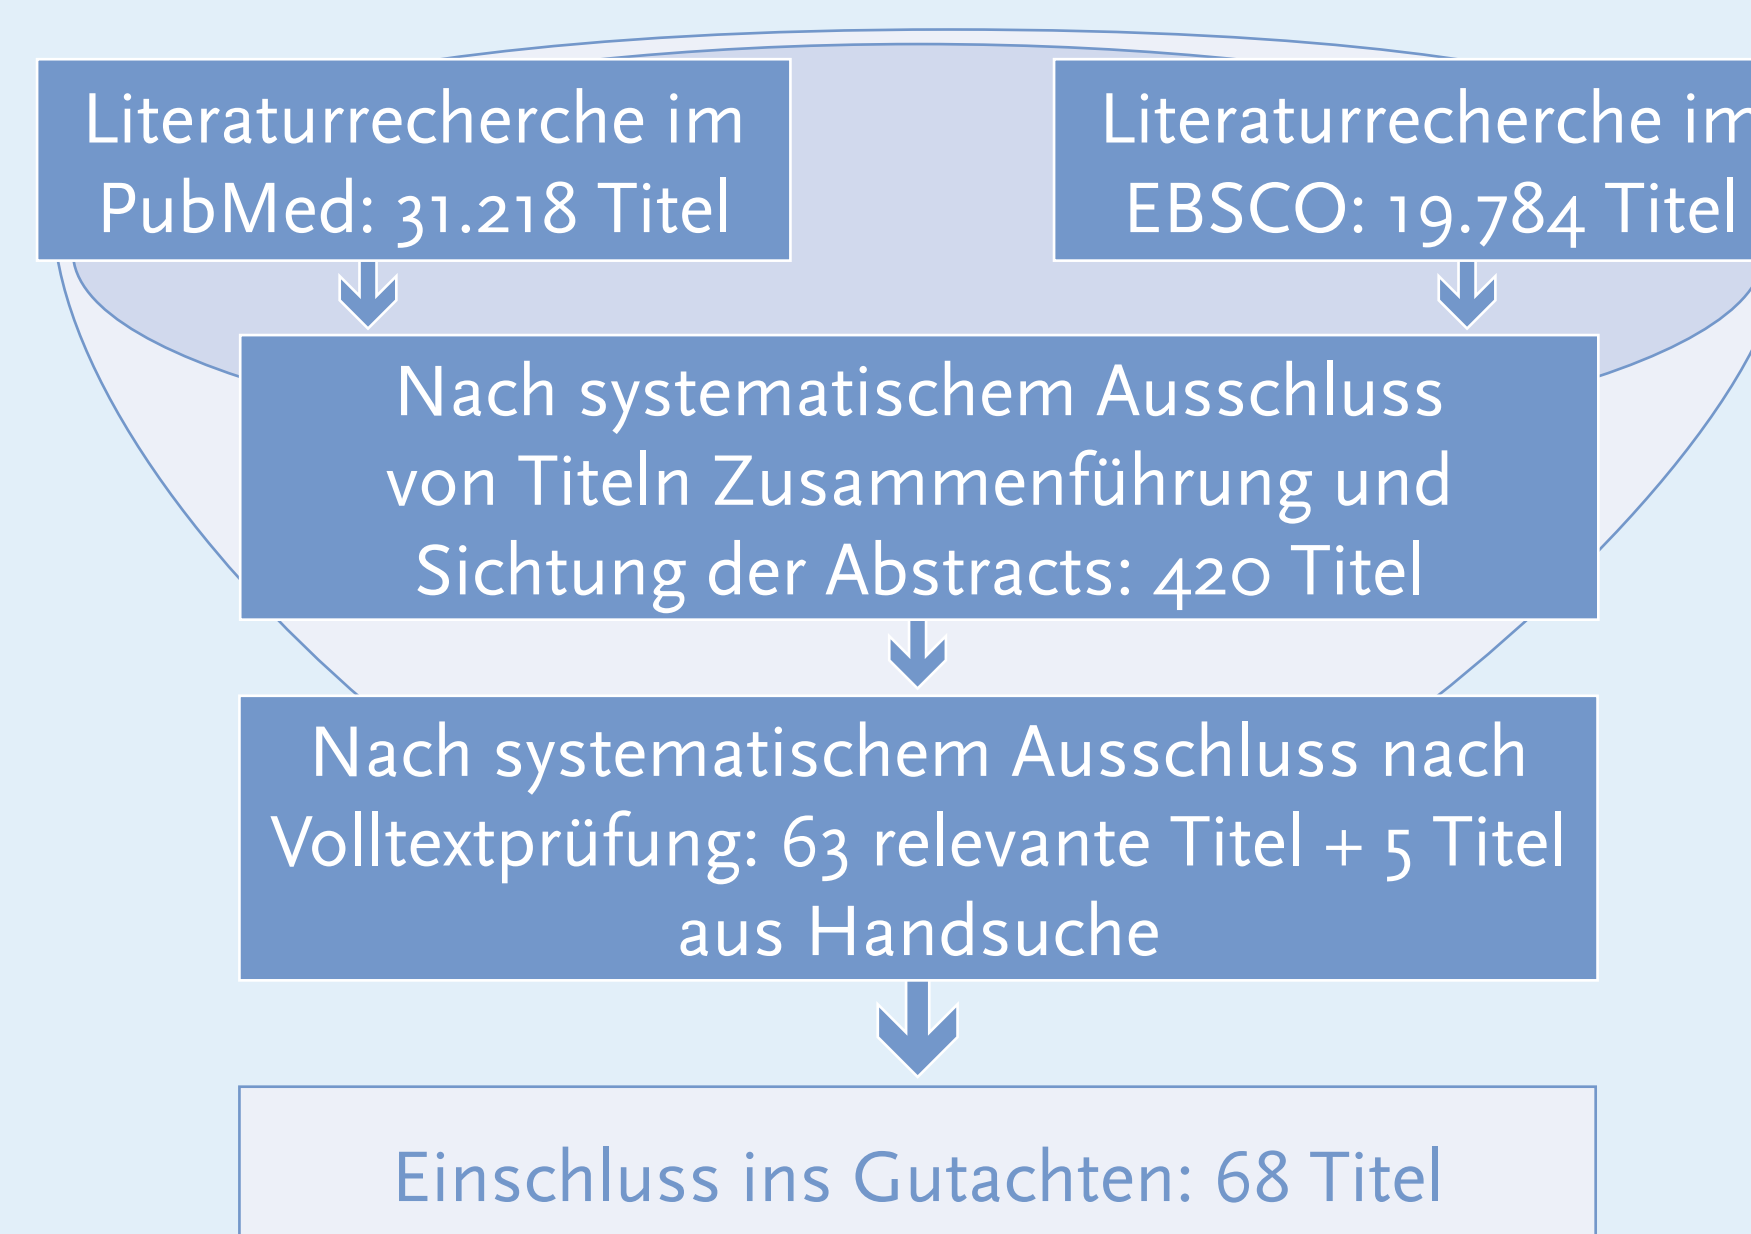 Literaturrecherche im
PubMed: 31.218 Titel
Literaturrecherche im
EBSCO: 19.784 Titel
Nach systematischem Ausschluss
von Titeln Zusammenführung und
Sichtung der Abstracts: 420 Titel
Nach systematischem Ausschluss nach
Volltextprüfung: 63 relevante Titel + 5 Titel
aus Handsuche
Einschluss ins Gutachten: 68 Titel